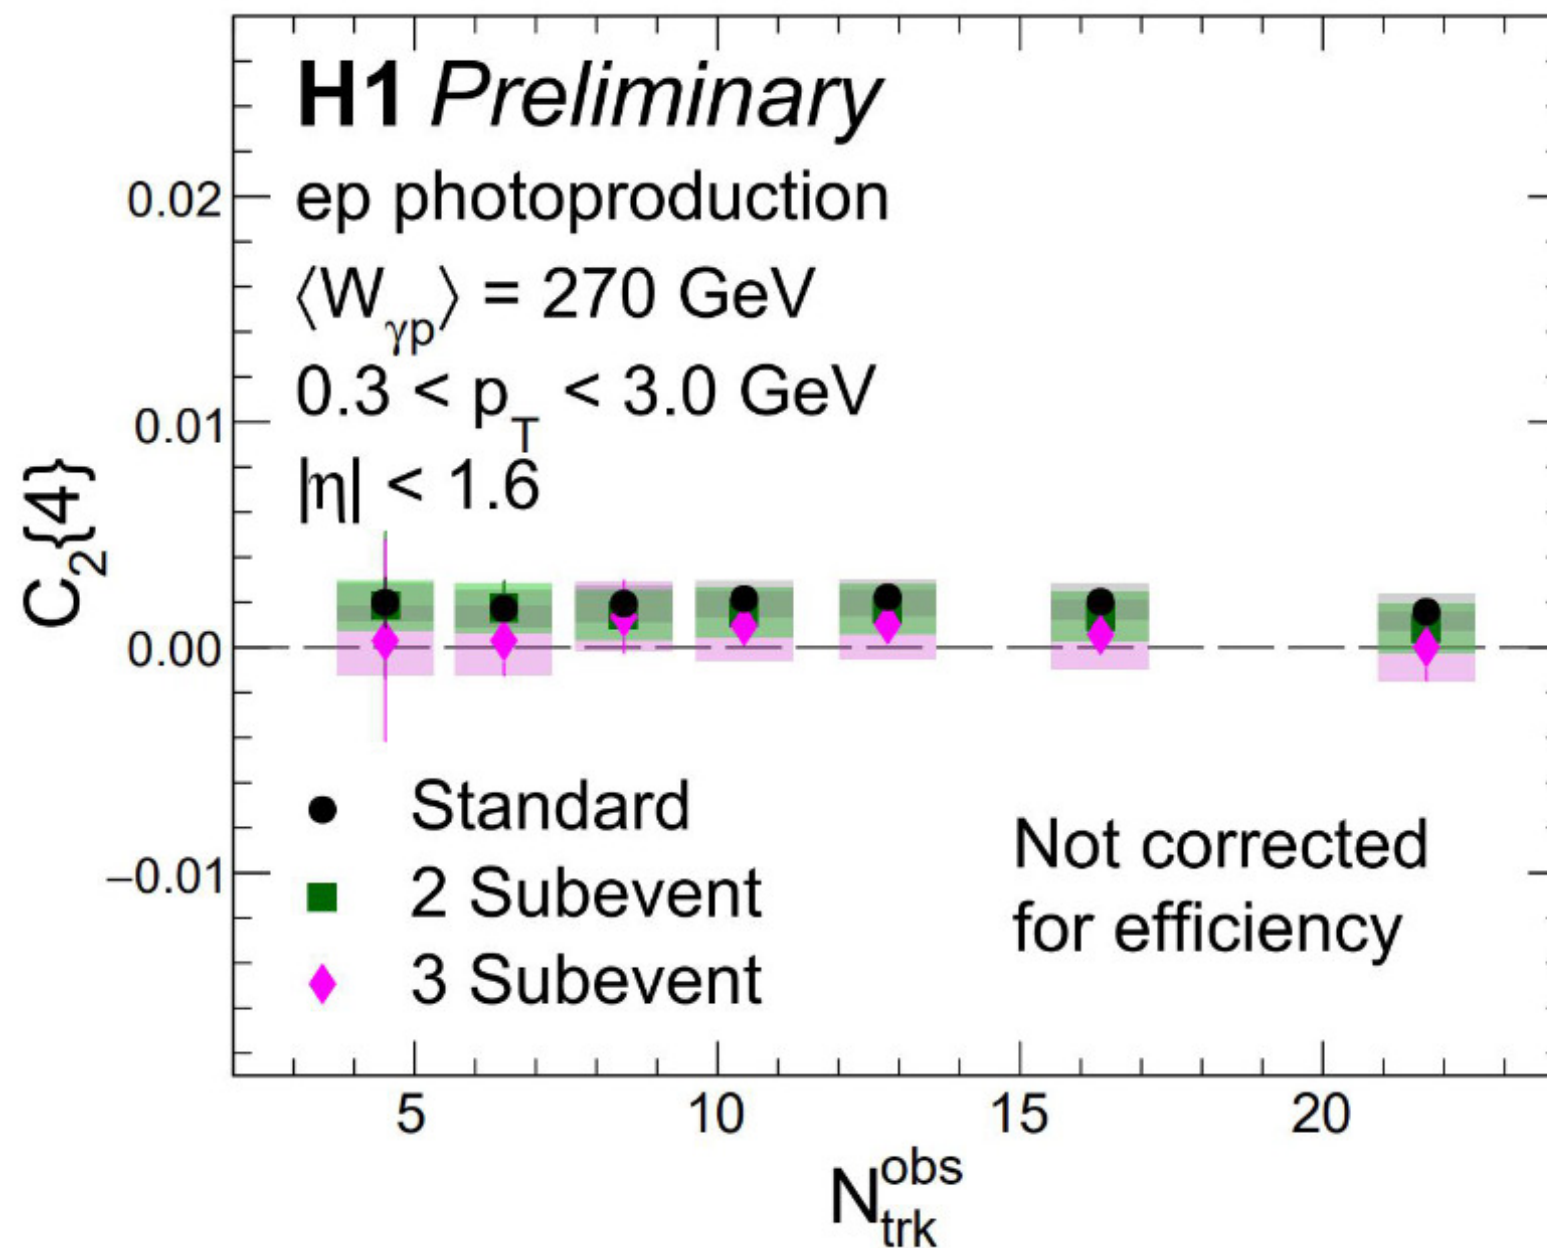 H1 Preliminary
ep photoproduction
⟨W_γp⟩ = 270 GeV
0.3 < p_T < 3.0 GeV
|η| < 1.6
0.02
0.01
0.00
−0.01
C_2{4}
Standard
2 Subevent
3 Subevent
Not corrected
for efficiency
5 10 15 20
N_trk^obs